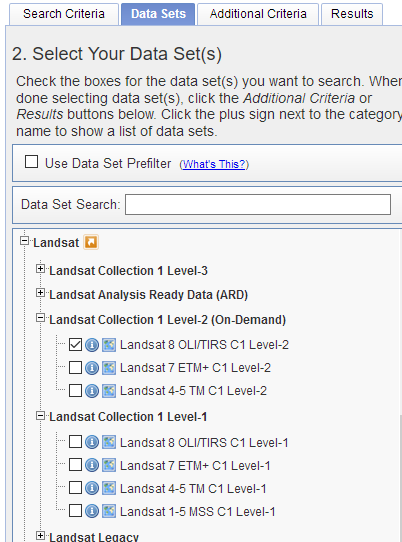 Search Criteria Data Sets Additional Criteria Results
2. Select Your Data Set(s)
Check the boxes for the data set(s) you want to search. When
done selecting data set(s), click the Additional Criteria or
Results buttons below. Click the plus sign next to the category
name to show a list of data sets.
Use Data Set Prefilter (What's This?)
Data Set Search:
Landsat
Landsat Collection 1 Level-3
Landsat Analysis Ready Data (ARD)
Landsat Collection 1 Level-2 (On-Demand)
Landsat 8 OLI/TIRS C1 Level-2
Landsat 7 ETM+ C1 Level-2
Landsat 4-5 TM C1 Level-2
Landsat Collection 1 Level-1
Landsat 8 OLI/TIRS C1 Level-1
Landsat 7 ETM+ C1 Level-1
Landsat 4-5 TM C1 Level-1
Landsat 1-5 MSS C1 Level-1
Landsat Legacy